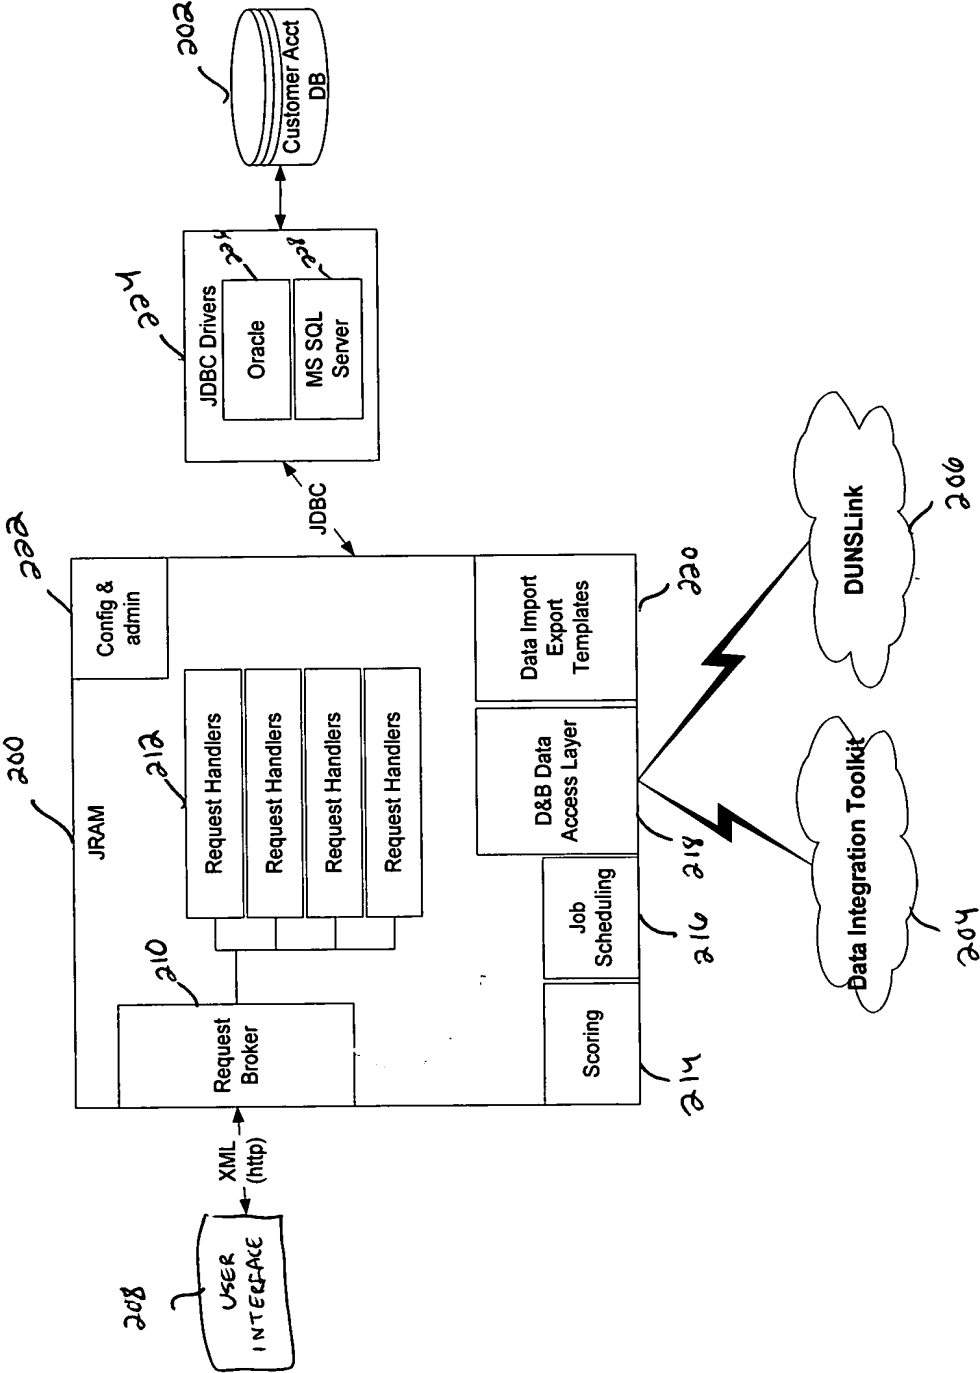 208
USER
INTERFACE
XML
(http)
200
JRAM
210
Request
Broker
212
Request Handlers
Request Handlers
Request Handlers
Request Handlers
222
Config &
admin
Scoring
214
Job
Scheduling
216
D&B Data
Access Layer
218
Data Import
Export
Templates
220
JDBC
224
JDBC Drivers
Oracle
224
MS SQL
Server
228
202
Customer Acct
DB
Data Integration Toolkit
204
DUNSLink
206